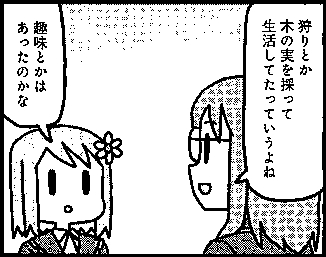 狩りとか
木の実を採って
生活してたっていうよね
趣味とかは
あったのかな